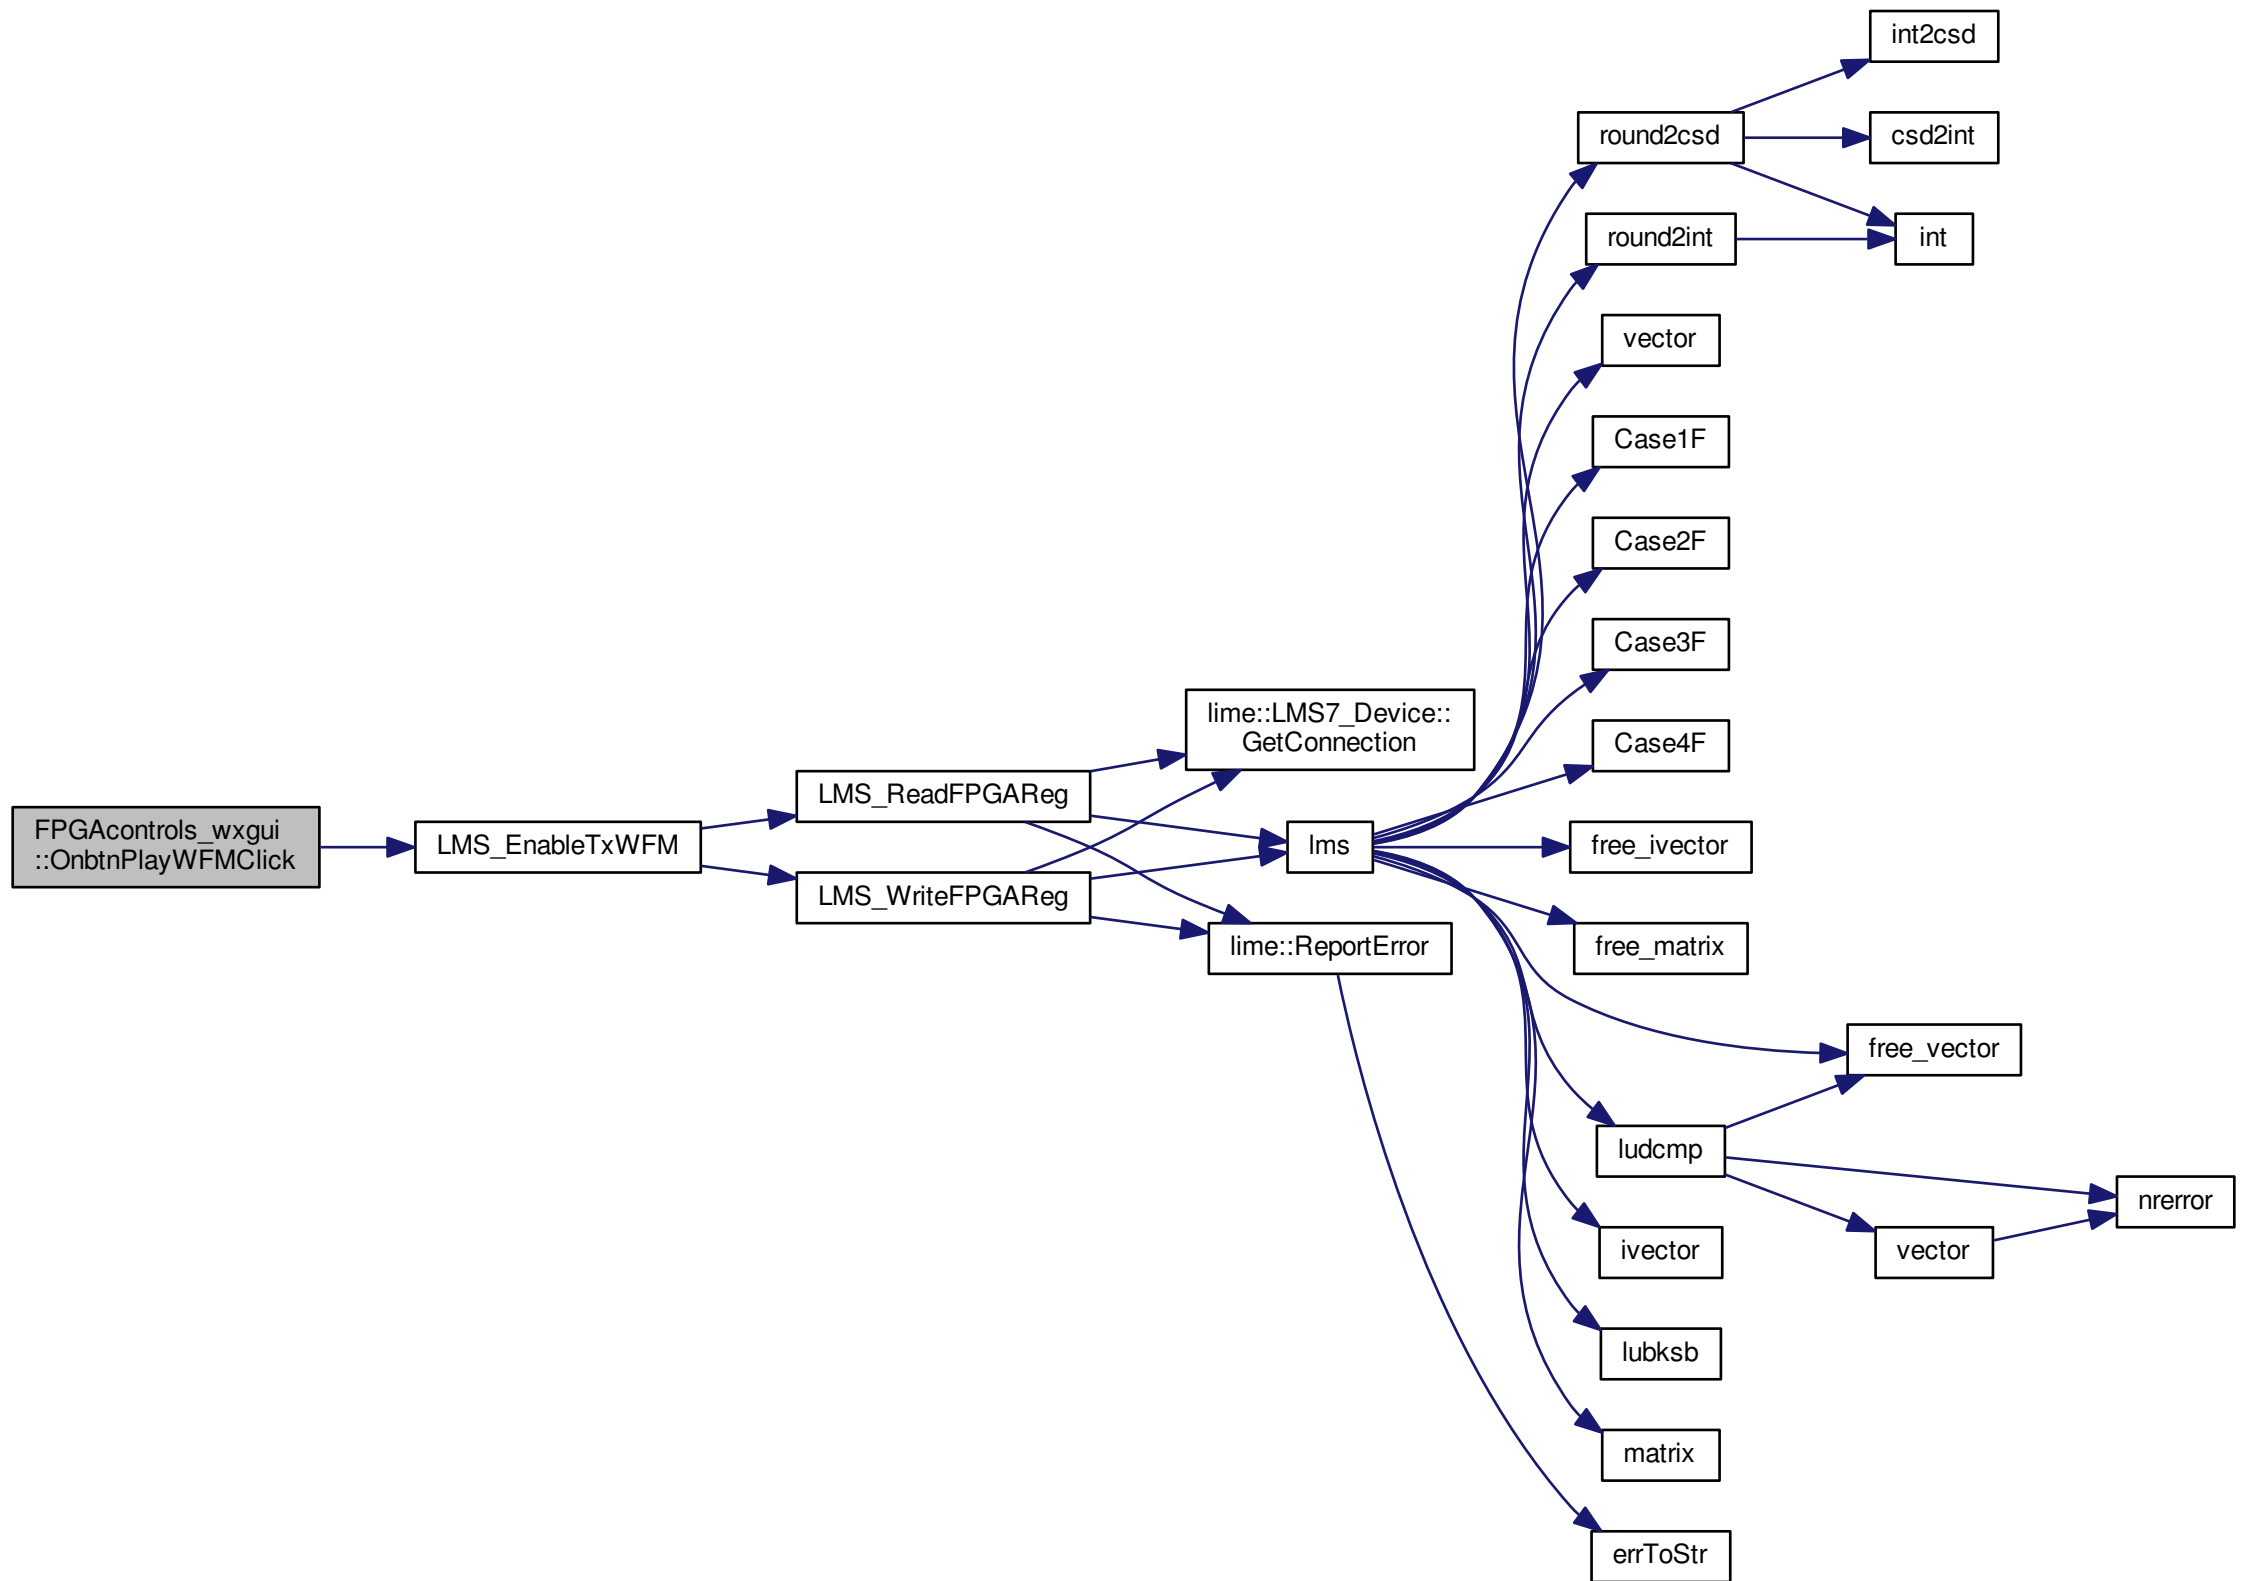 FPGAcontrols_wxgui
::OnbtnPlayWFMClick
LMS_EnableTxWFM
LMS_ReadFPGAReg
LMS_WriteFPGAReg
lime::LMS7_Device::
GetConnection
lms
lime::ReportError
round2csd
round2int
vector
Case1F
Case2F
Case3F
Case4F
free_ivector
free_matrix
ludcmp
ivector
lubksb
matrix
errToStr
int2csd
csd2int
int
free_vector
vector
nrerror